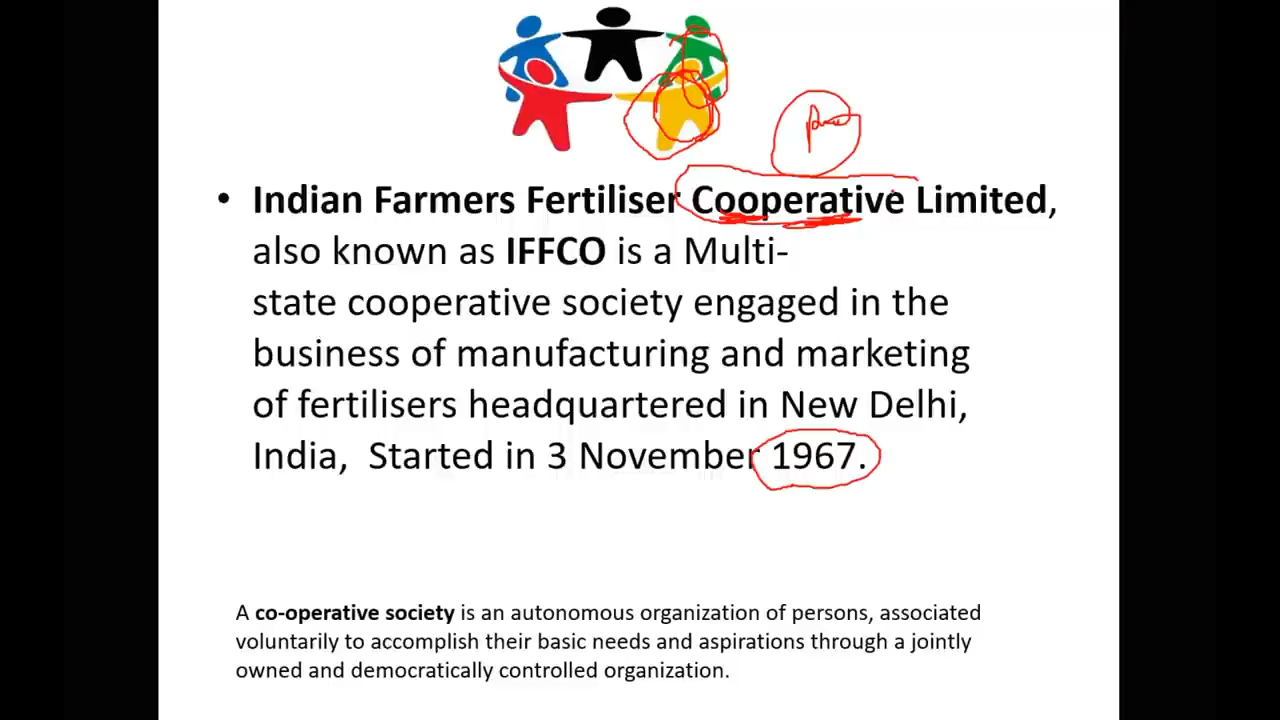 • Indian Farmers Fertiliser Cooperative Limited,
also known as IFFCO is a Multi-
state cooperative society engaged in the
business of manufacturing and marketing
of fertilisers headquartered in New Delhi,
India, Started in 3 November 1967.
A co-operative society is an autonomous organization of persons, associated
voluntarily to accomplish their basic needs and aspirations through a jointly
owned and democratically controlled organization.